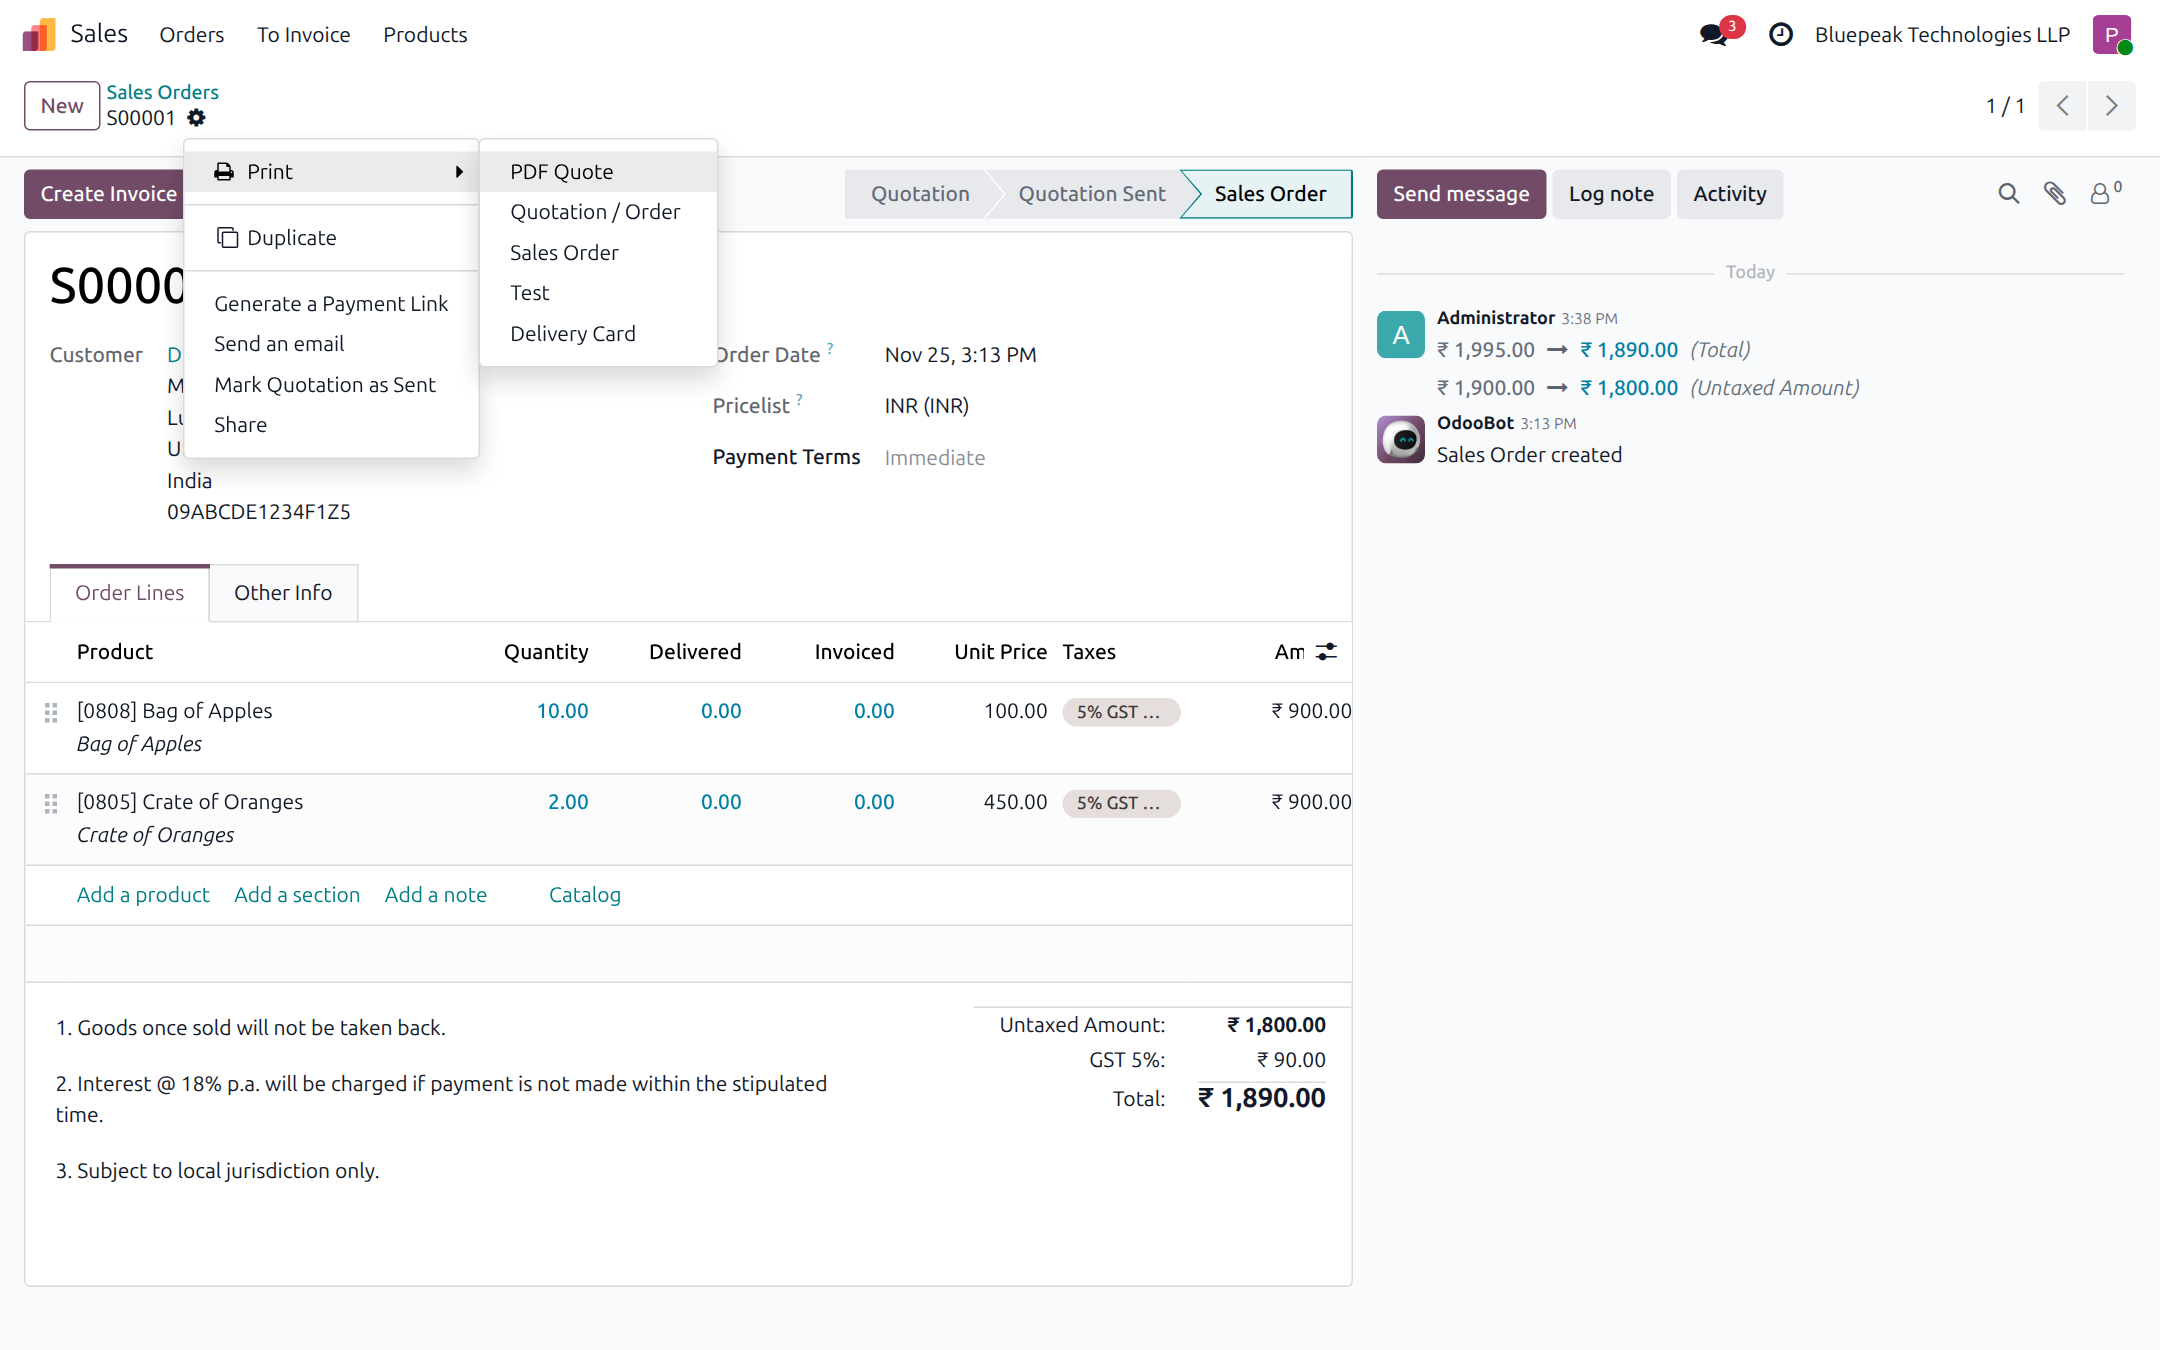 Sales Orders To Invoice Products
3 Bluepeak Technologies LLP P
New
Sales Orders
S00001
1 / 1
Print
Duplicate
Generate a Payment Link
Send an email
Mark Quotation as Sent
Share
PDF Quote
Quotation / Order
Sales Order
Test
Delivery Card
Create Invoice
Quotation Quotation Sent Sales Order
Send message Log note Activity
0
S0000
Customer
India
09ABCDE1234F1Z5
Order Date ? Nov 25, 3:13 PM
Pricelist ? INR (INR)
Payment Terms Immediate
Today
A
Administrator 3:38 PM
₹ 1,995.00 → ₹ 1,890.00 (Total)
₹ 1,900.00 → ₹ 1,800.00 (Untaxed Amount)
OdooBot 3:13 PM
Sales Order created
Order Lines Other Info
Product Quantity Delivered Invoiced Unit Price Taxes Am
[0808] Bag of Apples 10.00 0.00 0.00 100.00 5% GST ... ₹ 900.00
Bag of Apples
[0805] Crate of Oranges 2.00 0.00 0.00 450.00 5% GST ... ₹ 900.00
Crate of Oranges
Add a product Add a section Add a note Catalog
1. Goods once sold will not be taken back.
2. Interest @ 18% p.a. will be charged if payment is not made within the stipulated
time.
3. Subject to local jurisdiction only.
Untaxed Amount: ₹ 1,800.00
GST 5%: ₹ 90.00
Total: ₹ 1,890.00